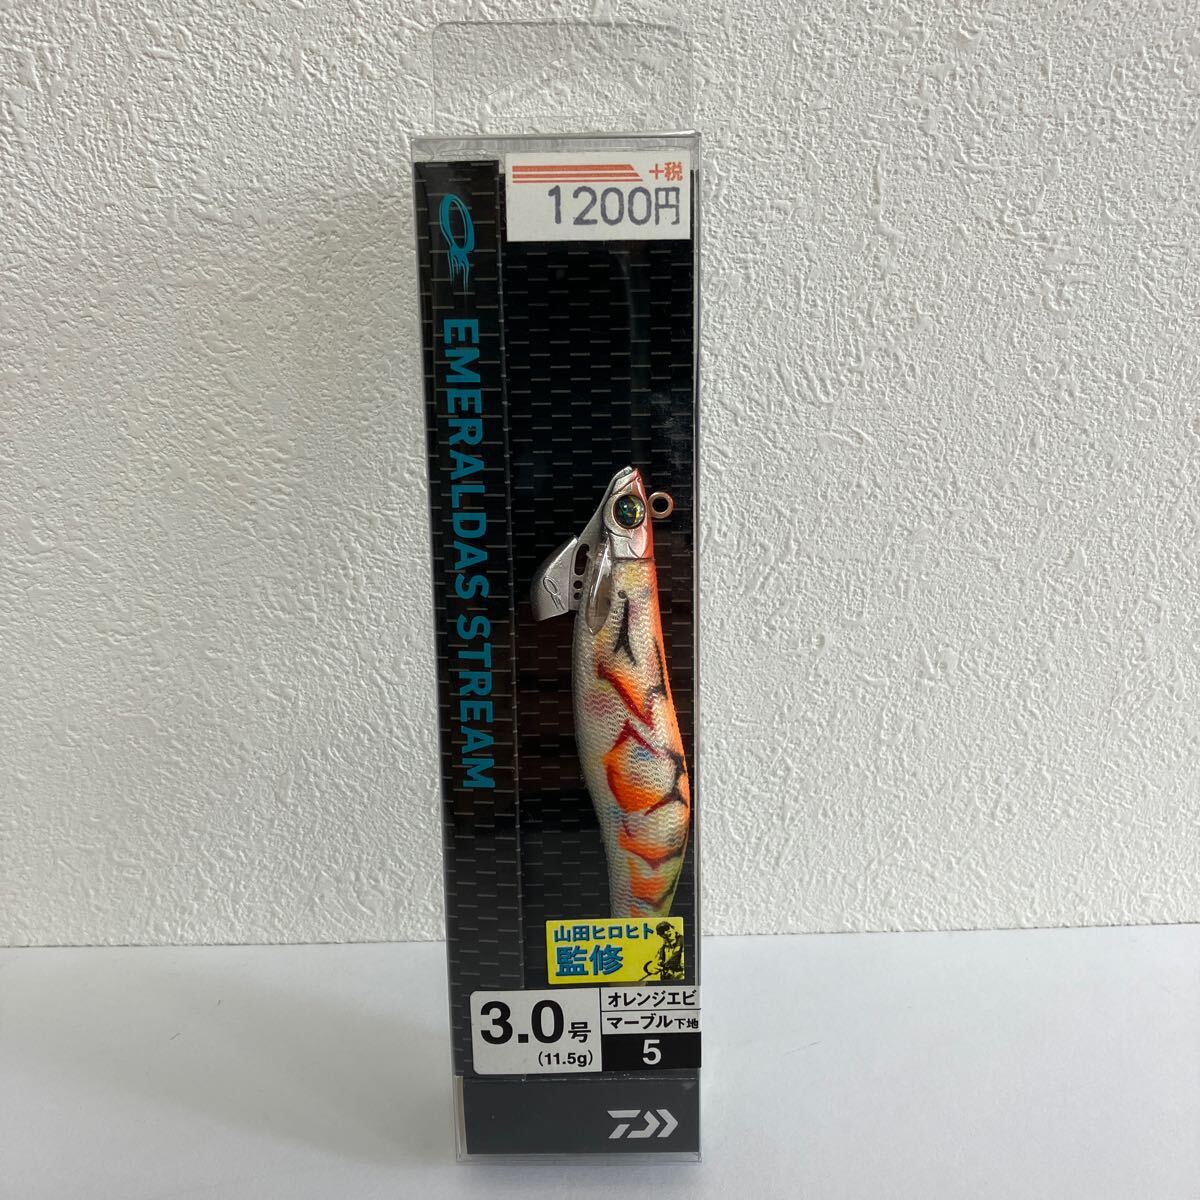 +税
1200円
EMERALDAS STREAM
山田ヒロヒト
監修
3.0号
(11.5g)
オレンジエビ
マーブル下地
5